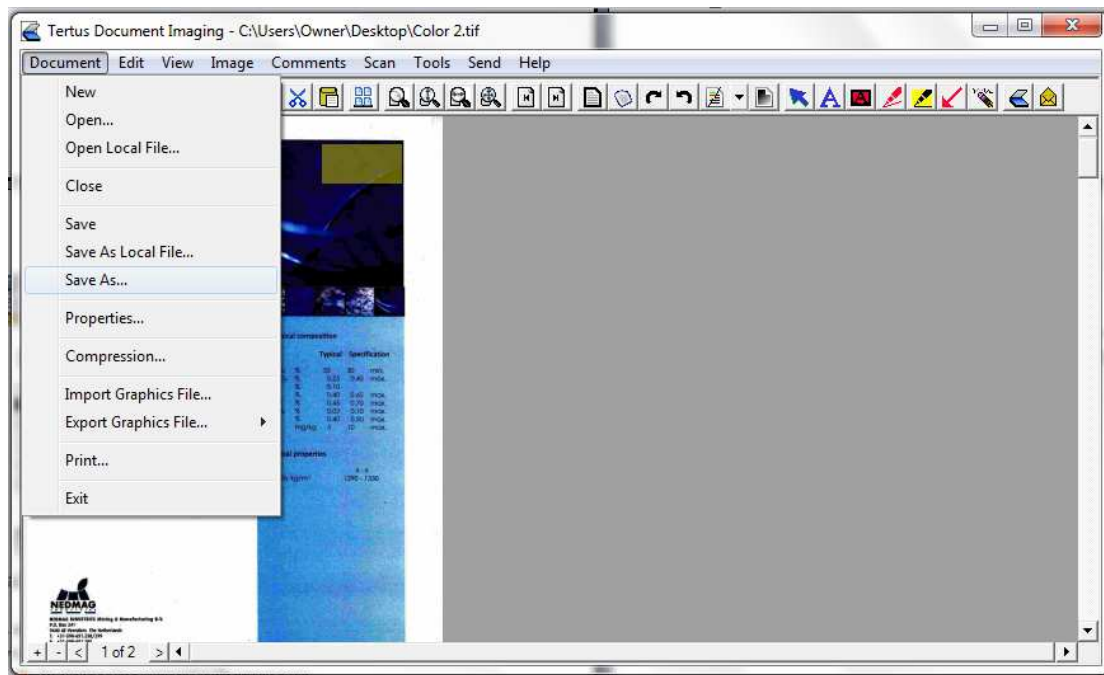 Tertus Document Imaging - C:\Users\Owner\Desktop\Color 2.tif
Document Edit View Image Comments Scan Tools Send Help
New
Open...
Open Local File...
Close
Save
Save As Local File...
Save As...
Properties...
Compression...
Import Graphics File...
Export Graphics File...
Print...
Exit
composition
Typical Specification
properties
NEDMAG
1 of 2